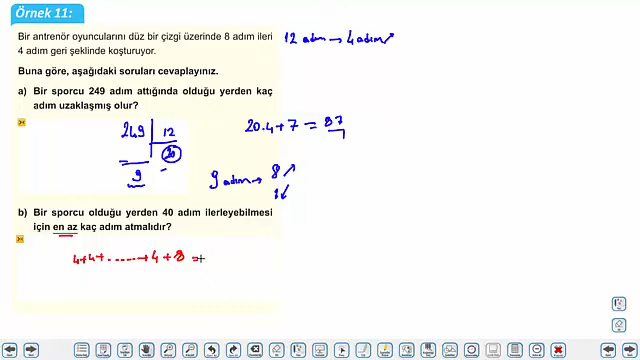 Örnek 11:
Bir antrenör oyuncularını düz bir çizgi üzerinde 8 adım ileri
4 adım geri şeklinde koşturuyor.
12 adım → 4 adım ↗
Buna göre, aşağıdaki soruları cevaplayınız.
a) Bir sporcu 249 adım attığında olduğu yerden kaç
adım uzaklaşmış olur?
249 | 12
20
9
20.4+7 = 87
9 adım → 8 ↗
1 ↙
b) Bir sporcu olduğu yerden 40 adım ilerleyebilmesi
için en az kaç adım atmalıdır?
4+4+ ......+ 4 + 8 =